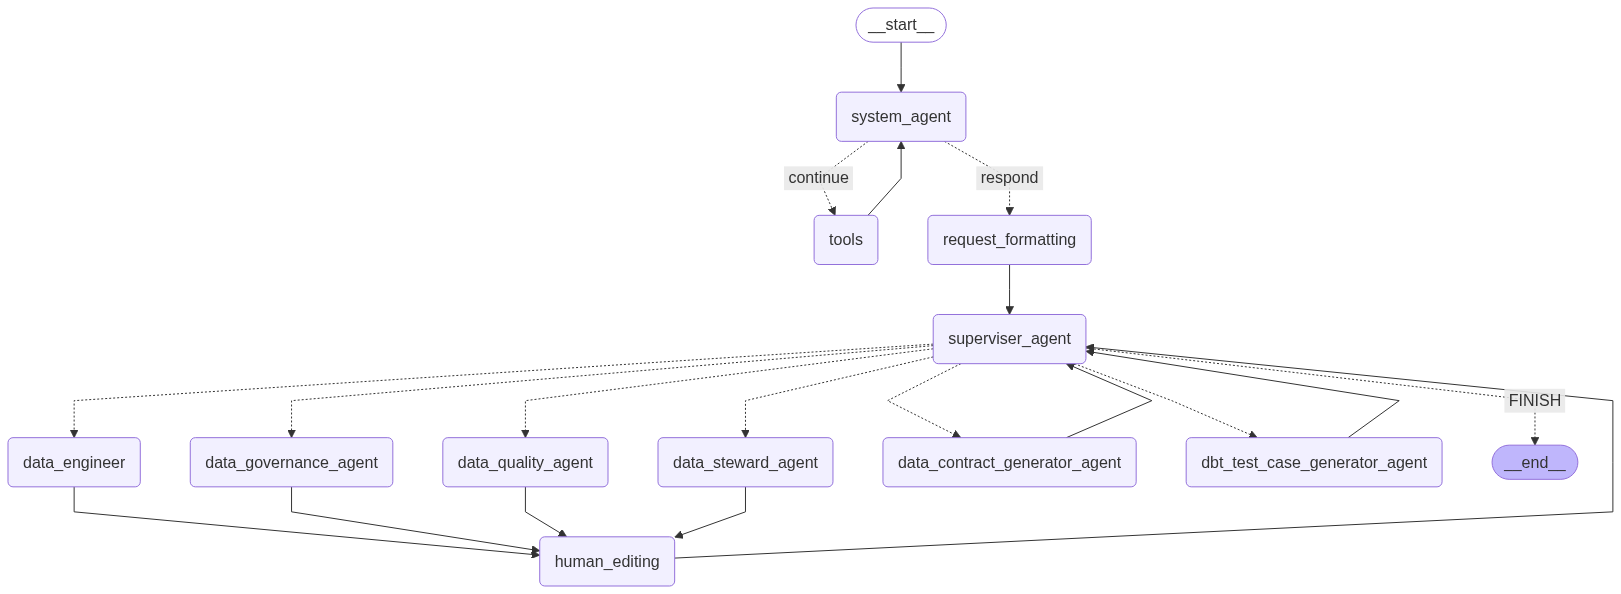 __start__
system_agent
continue
respond
tools
request_formatting
superviser_agent
FINISH
data_engineer
data_governance_agent
data_quality_agent
data_steward_agent
data_contract_generator_agent
dbt_test_case_generator_agent
__end__
human_editing